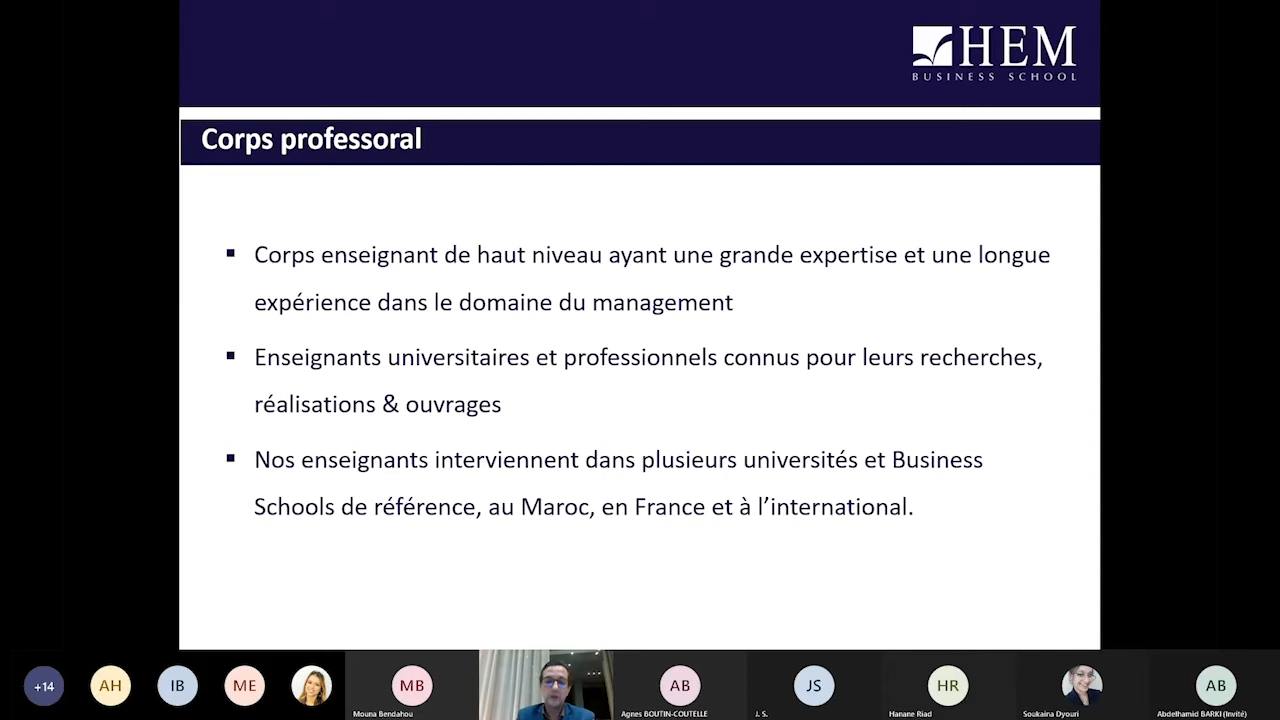 HEM
BUSINESS SCHOOL
Corps professoral
▪ Corps enseignant de haut niveau ayant une grande expertise et une longue
expérience dans le domaine du management
▪ Enseignants universitaires et professionnels connus pour leurs recherches,
réalisations & ouvrages
▪ Nos enseignants interviennent dans plusieurs universités et Business
Schools de référence, au Maroc, en France et à l’international.
+14
AH
IB
ME
MB
AB
JS
HR
AB
Mouna Bendahou
Agnes BOUTIN-COUTELLE
J. S.
Hanane Riad
Soukaina Dyouri
Abdelhamid BARKI (Invité)